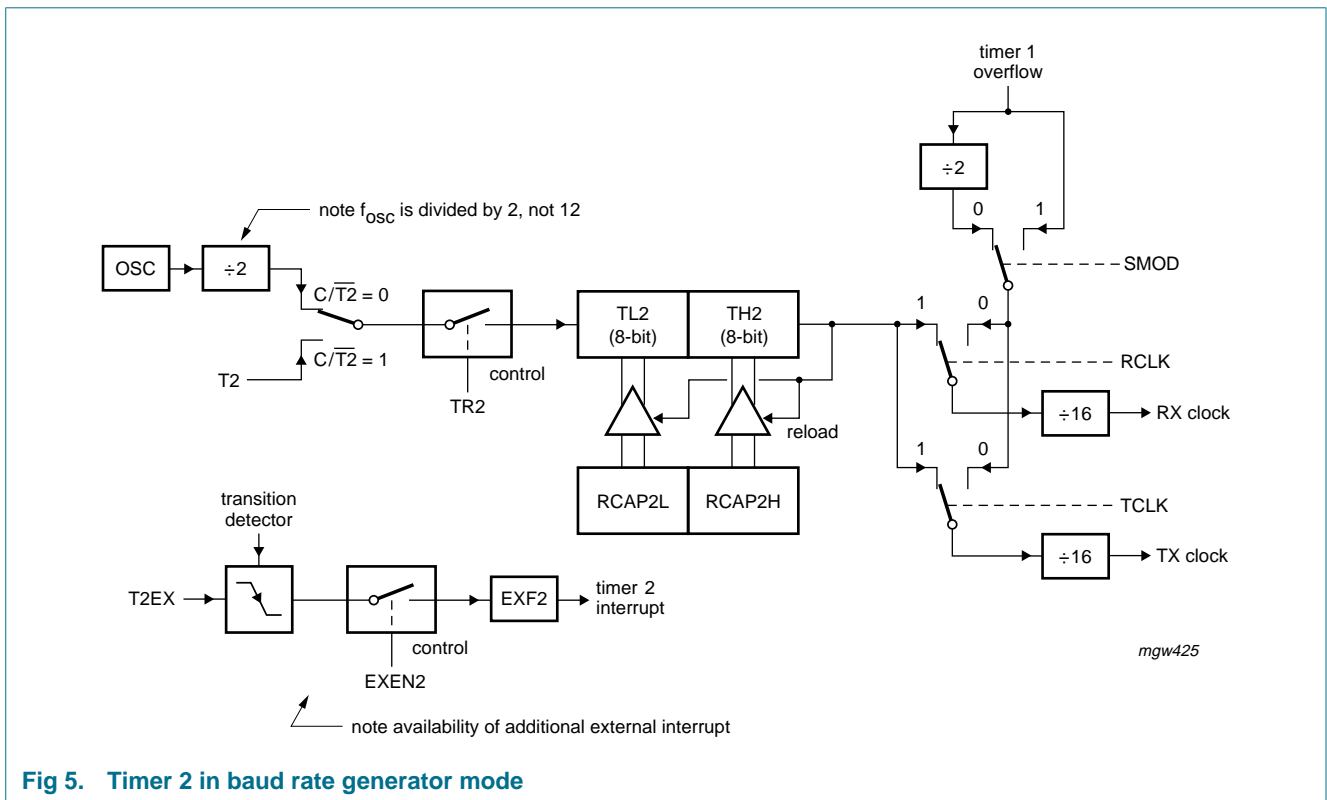 timer 1
overflow
÷2
note fosc is divided by 2, not 12
0
1
OSC
÷2
SMOD
C/T2 = 0
TL2
(8-bit)
TH2
(8-bit)
1
0
C/T2 = 1
T2
control
TR2
RCLK
÷16
RX clock
reload
1
0
RCAP2L
RCAP2H
transition
detector
TCLK
÷16
TX clock
T2EX
EXF2
timer 2
interrupt
control
EXEN2
mgw425
note availability of additional external interrupt
Fig 5. Timer 2 in baud rate generator mode